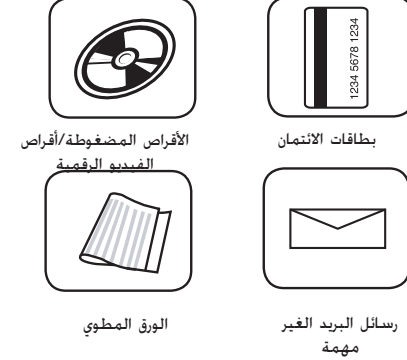 1234 5678 1234
بطاقات الائتمان
الأقراص المضغوطة/أقراص
الفيديو الرقمية
رسائل البريد الغير
مهمة
الورق المطوي